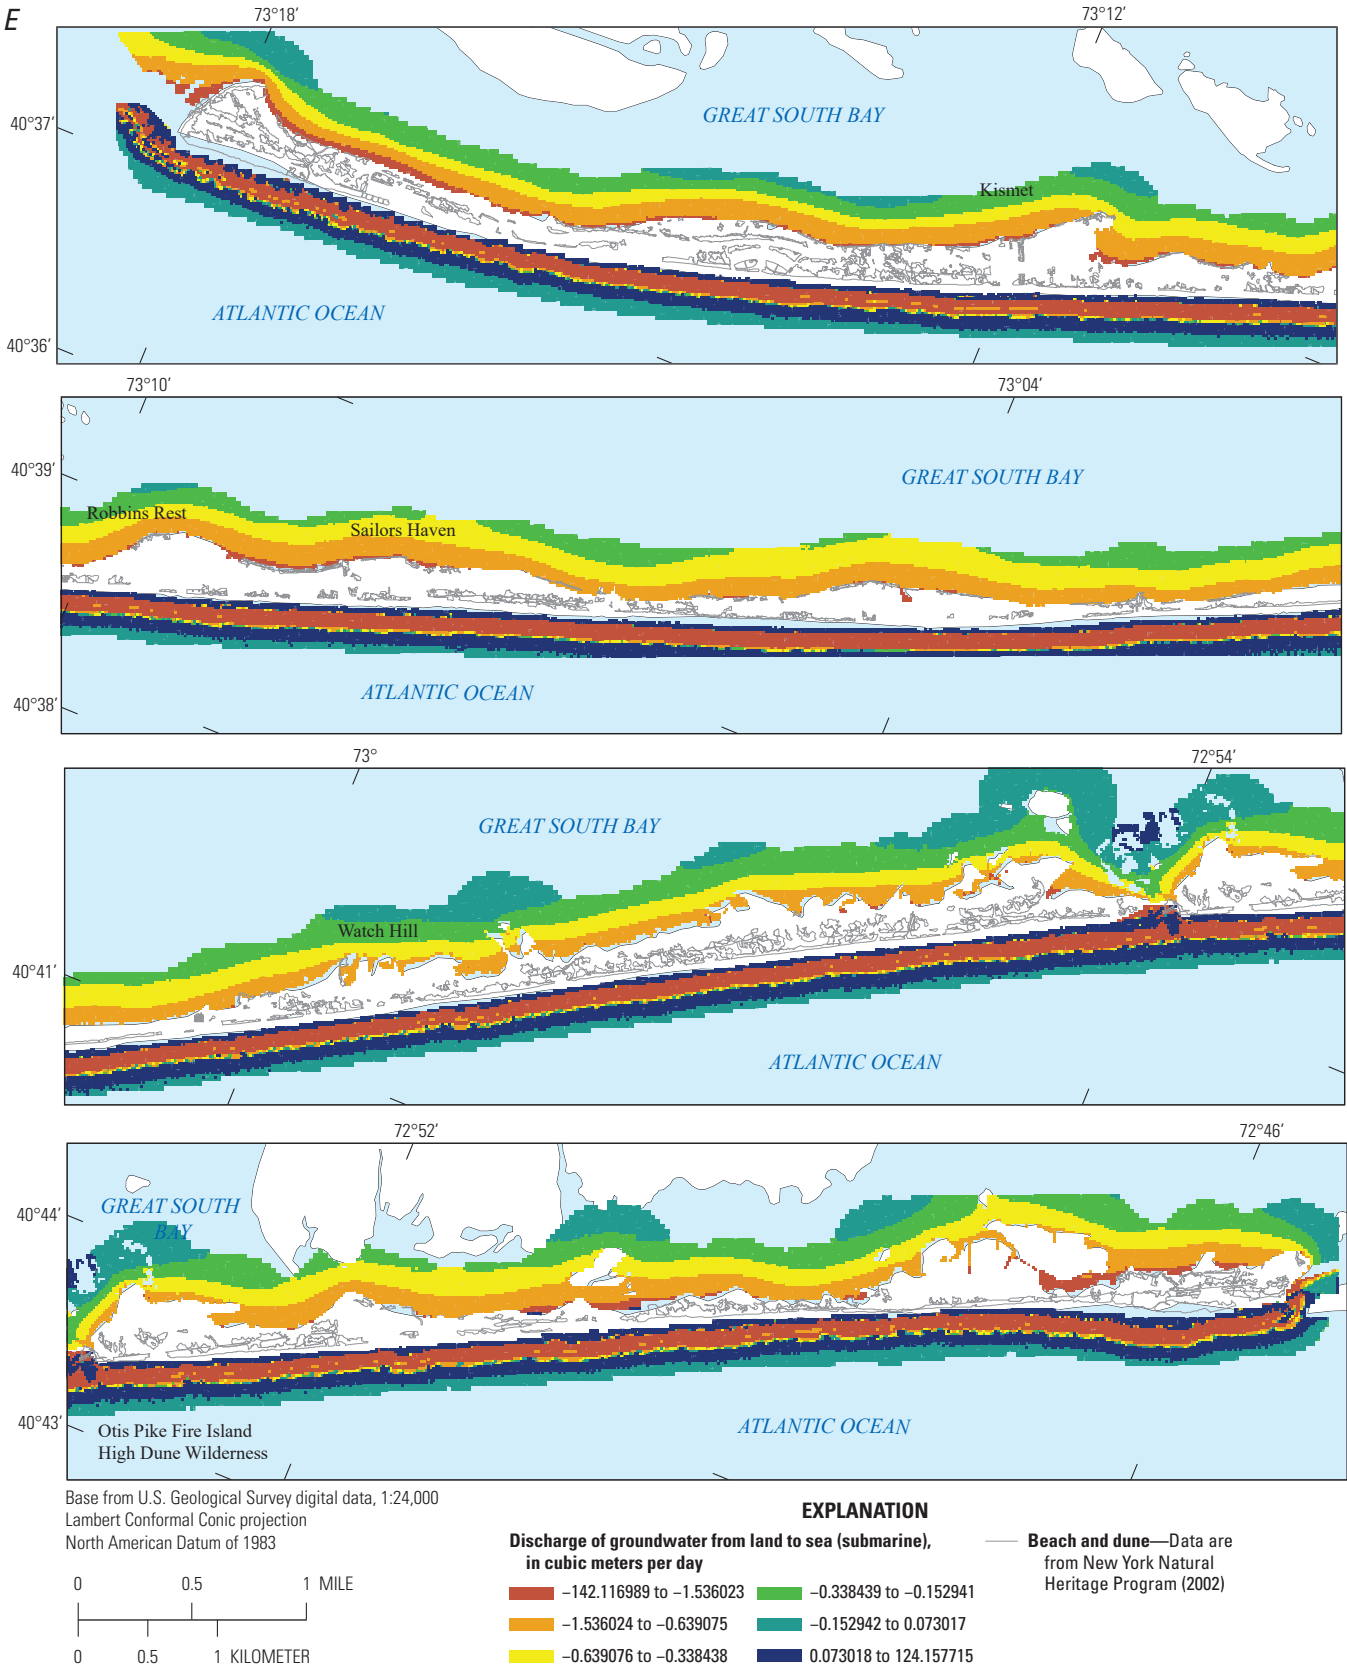 E
73°18′
73°12′
GREAT SOUTH BAY
40°37′
Kismet
ATLANTIC OCEAN
40°36′
73°10′
73°04′
40°39′
GREAT SOUTH BAY
Robbins Rest
Sailors Haven
ATLANTIC OCEAN
40°38′
73°
72°54′
GREAT SOUTH BAY
Watch Hill
40°41′
ATLANTIC OCEAN
72°52′
72°46′
GREAT SOUTH
BAY
40°44′
40°43′
ATLANTIC OCEAN
Otis Pike Fire Island
High Dune Wilderness
Base from U.S. Geological Survey digital data, 1:24,000
Lambert Conformal Conic projection
North American Datum of 1983
0 0.5 1 MILE
0 0.5 1 KILOMETER
EXPLANATION
Discharge of groundwater from land to sea (submarine),
in cubic meters per day
−142.116989 to −1.536023
−1.536024 to −0.639075
−0.639076 to −0.338438
−0.338439 to −0.152941
−0.152942 to 0.073017
0.073018 to 124.157715
Beach and dune—Data are
from New York Natural
Heritage Program (2002)